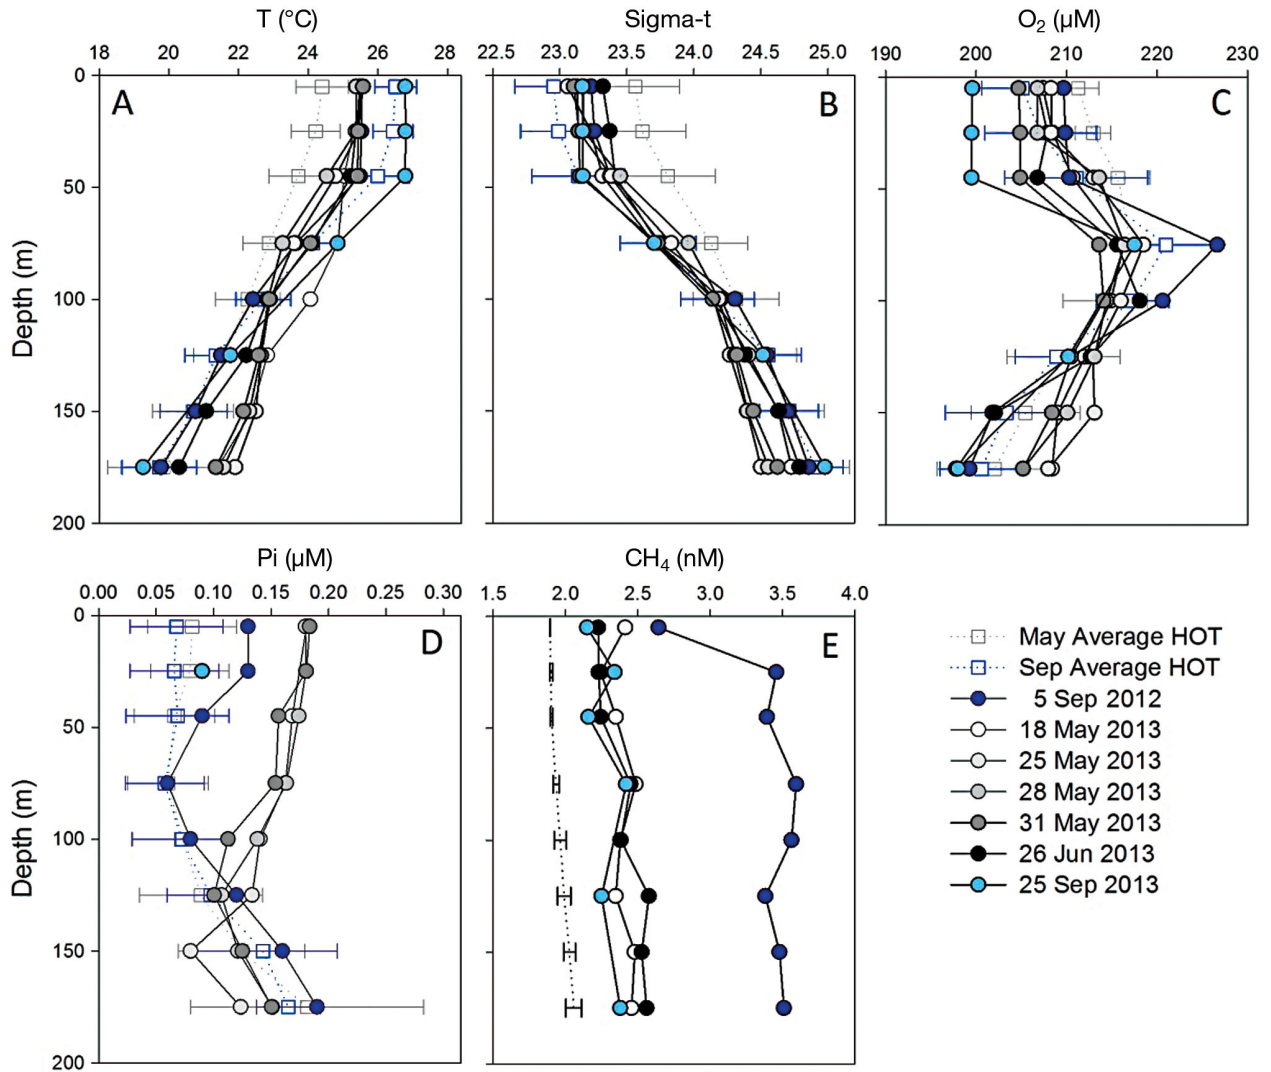 T (°C)
18 20 22 24 26 28
Sigma-t
22.5 23.0 23.5 24.0 24.5 25.0
O₂ (µM)
190 200 210 220 230
A
B
C
Depth (m)
0
50
100
150
200
Pi (µM)
0.00 0.05 0.10 0.15 0.20 0.25 0.30
CH₄ (nM)
1.5 2.0 2.5 3.0 3.5 4.0
D
E
Depth (m)
0
50
100
150
200
May Average HOT
Sep Average HOT
5 Sep 2012
18 May 2013
25 May 2013
28 May 2013
31 May 2013
26 Jun 2013
25 Sep 2013